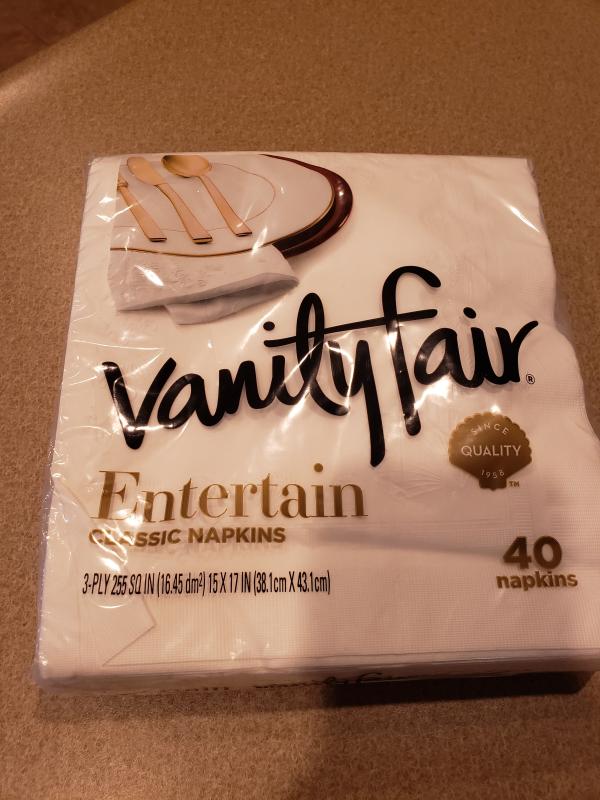 vanity fair®
SINCE
QUALITY
1958
™
Entertain
CLASSIC NAPKINS
40
napkins
3-PLY 255 SQ IN (16.45 dm²) 15 X 17 IN (38.1cm X 43.1cm)